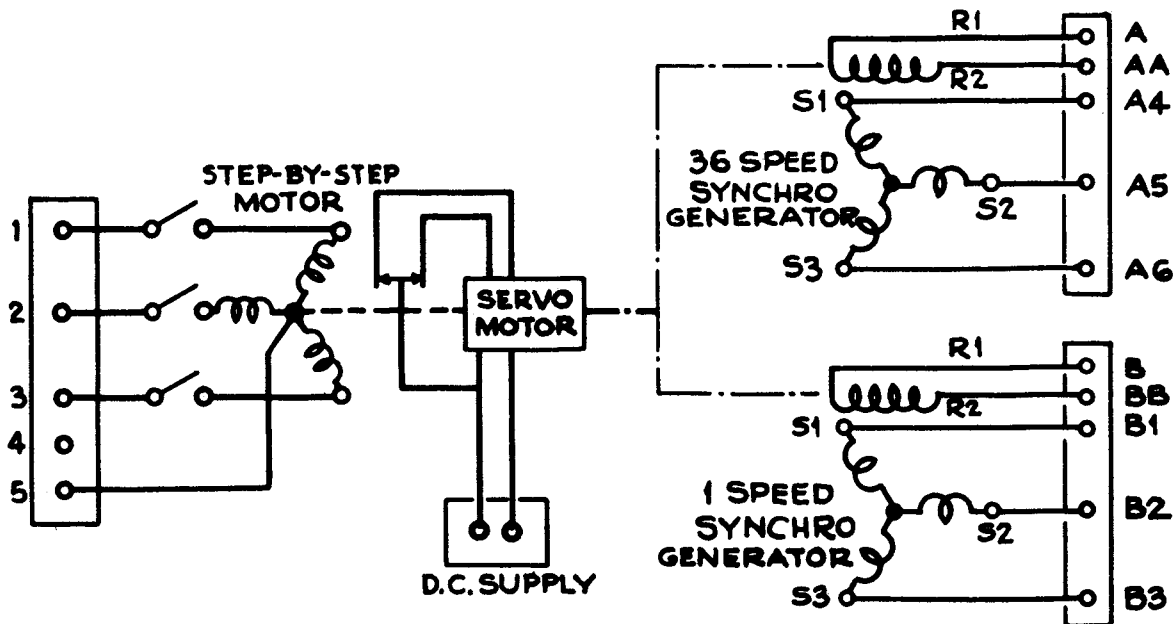 STEP-BY-STEP
MOTOR
1
2
3
4
5
SERVO
MOTOR
D.C. SUPPLY
R1
R2
S1
S2
S3
36 SPEED
SYNCHRO
GENERATOR
A
AA
A4
A5
A6
R1
R2
S1
S2
S3
1 SPEED
SYNCHRO
GENERATOR
B
BB
B1
B2
B3